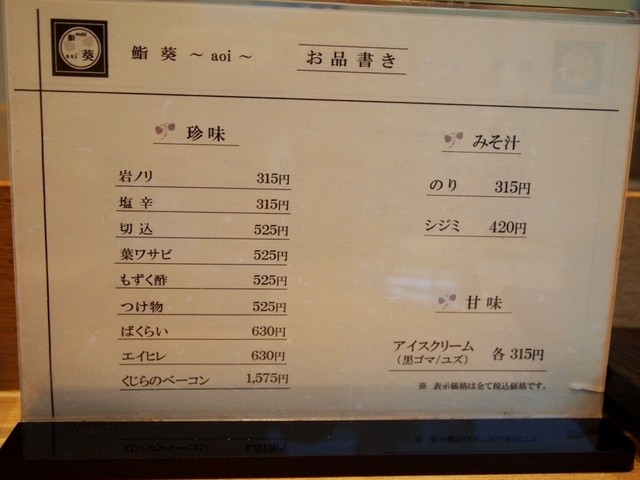 鮨 葵 ～ aoi ～
お品書き
珍味
岩ノリ 315円
塩辛 315円
切込 525円
葉ワサビ 525円
もずく酢 525円
つけ物 525円
ばくらい 630円
エイヒレ 630円
くじらのベーコン 1,575円
みそ汁
のり 315円
シジミ 420円
甘味
アイスクリーム 各 315円
(黒ゴマ/ユズ)
※ 表示価格は全て税込価格です。